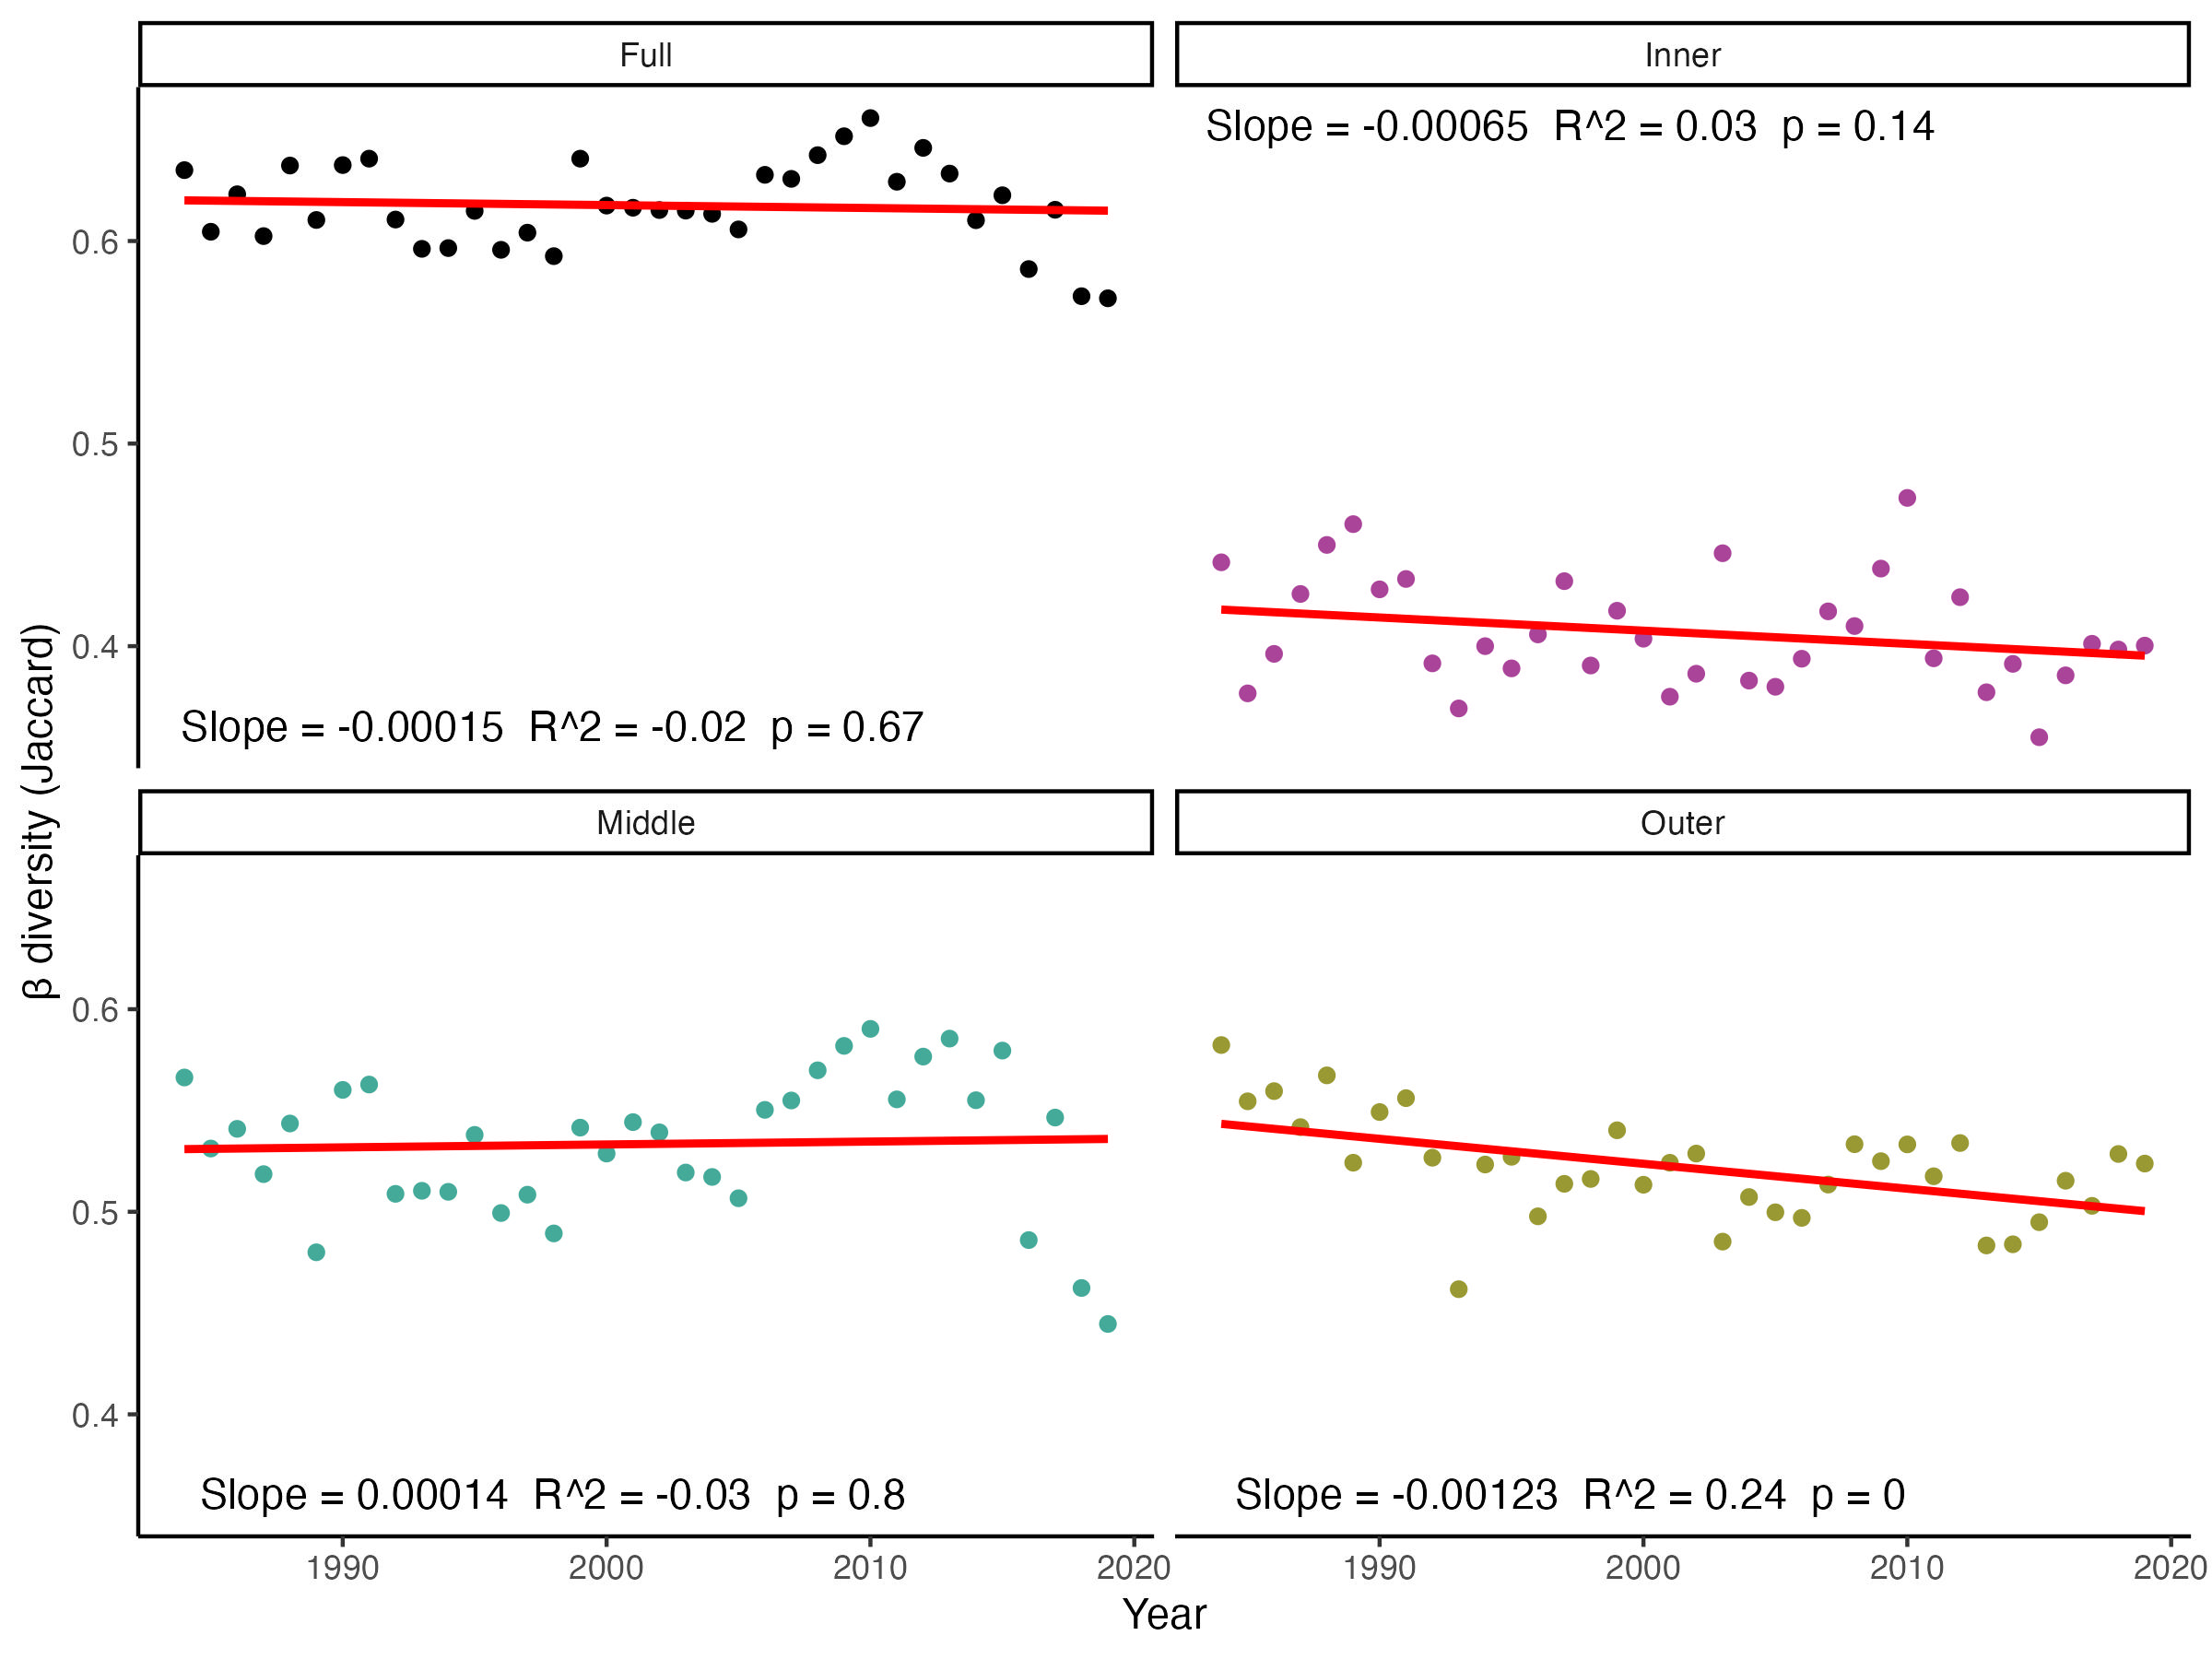 Full
Inner
Slope = -0.00065 R^2 = 0.03 p = 0.14
0.6
0.5
0.4
Slope = -0.00015 R^2 = -0.02 p = 0.67
β diversity (Jaccard)
Middle
Outer
0.6
0.5
0.4
Slope = 0.00014 R^2 = -0.03 p = 0.8
Slope = -0.00123 R^2 = 0.24 p = 0
1990 2000 2010 2020 1990 2000 2010 2020
Year